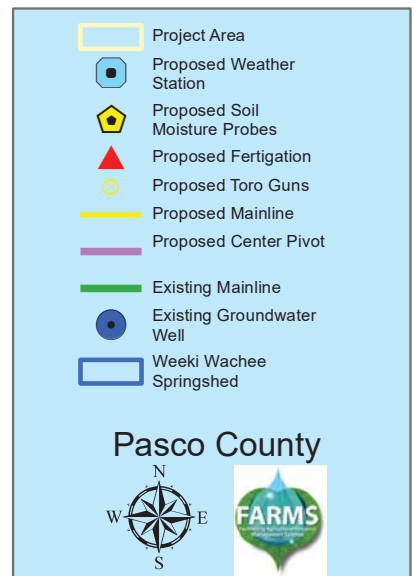 Project Area
Proposed Weather
Station
Proposed Soil
Moisture Probes
Proposed Fertigation
Proposed Toro Guns
Proposed Mainline
Proposed Center Pivot
Existing Mainline
Existing Groundwater
Well
Weeki Wachee
Springshed
Pasco County
N
W
E
S
FARMS